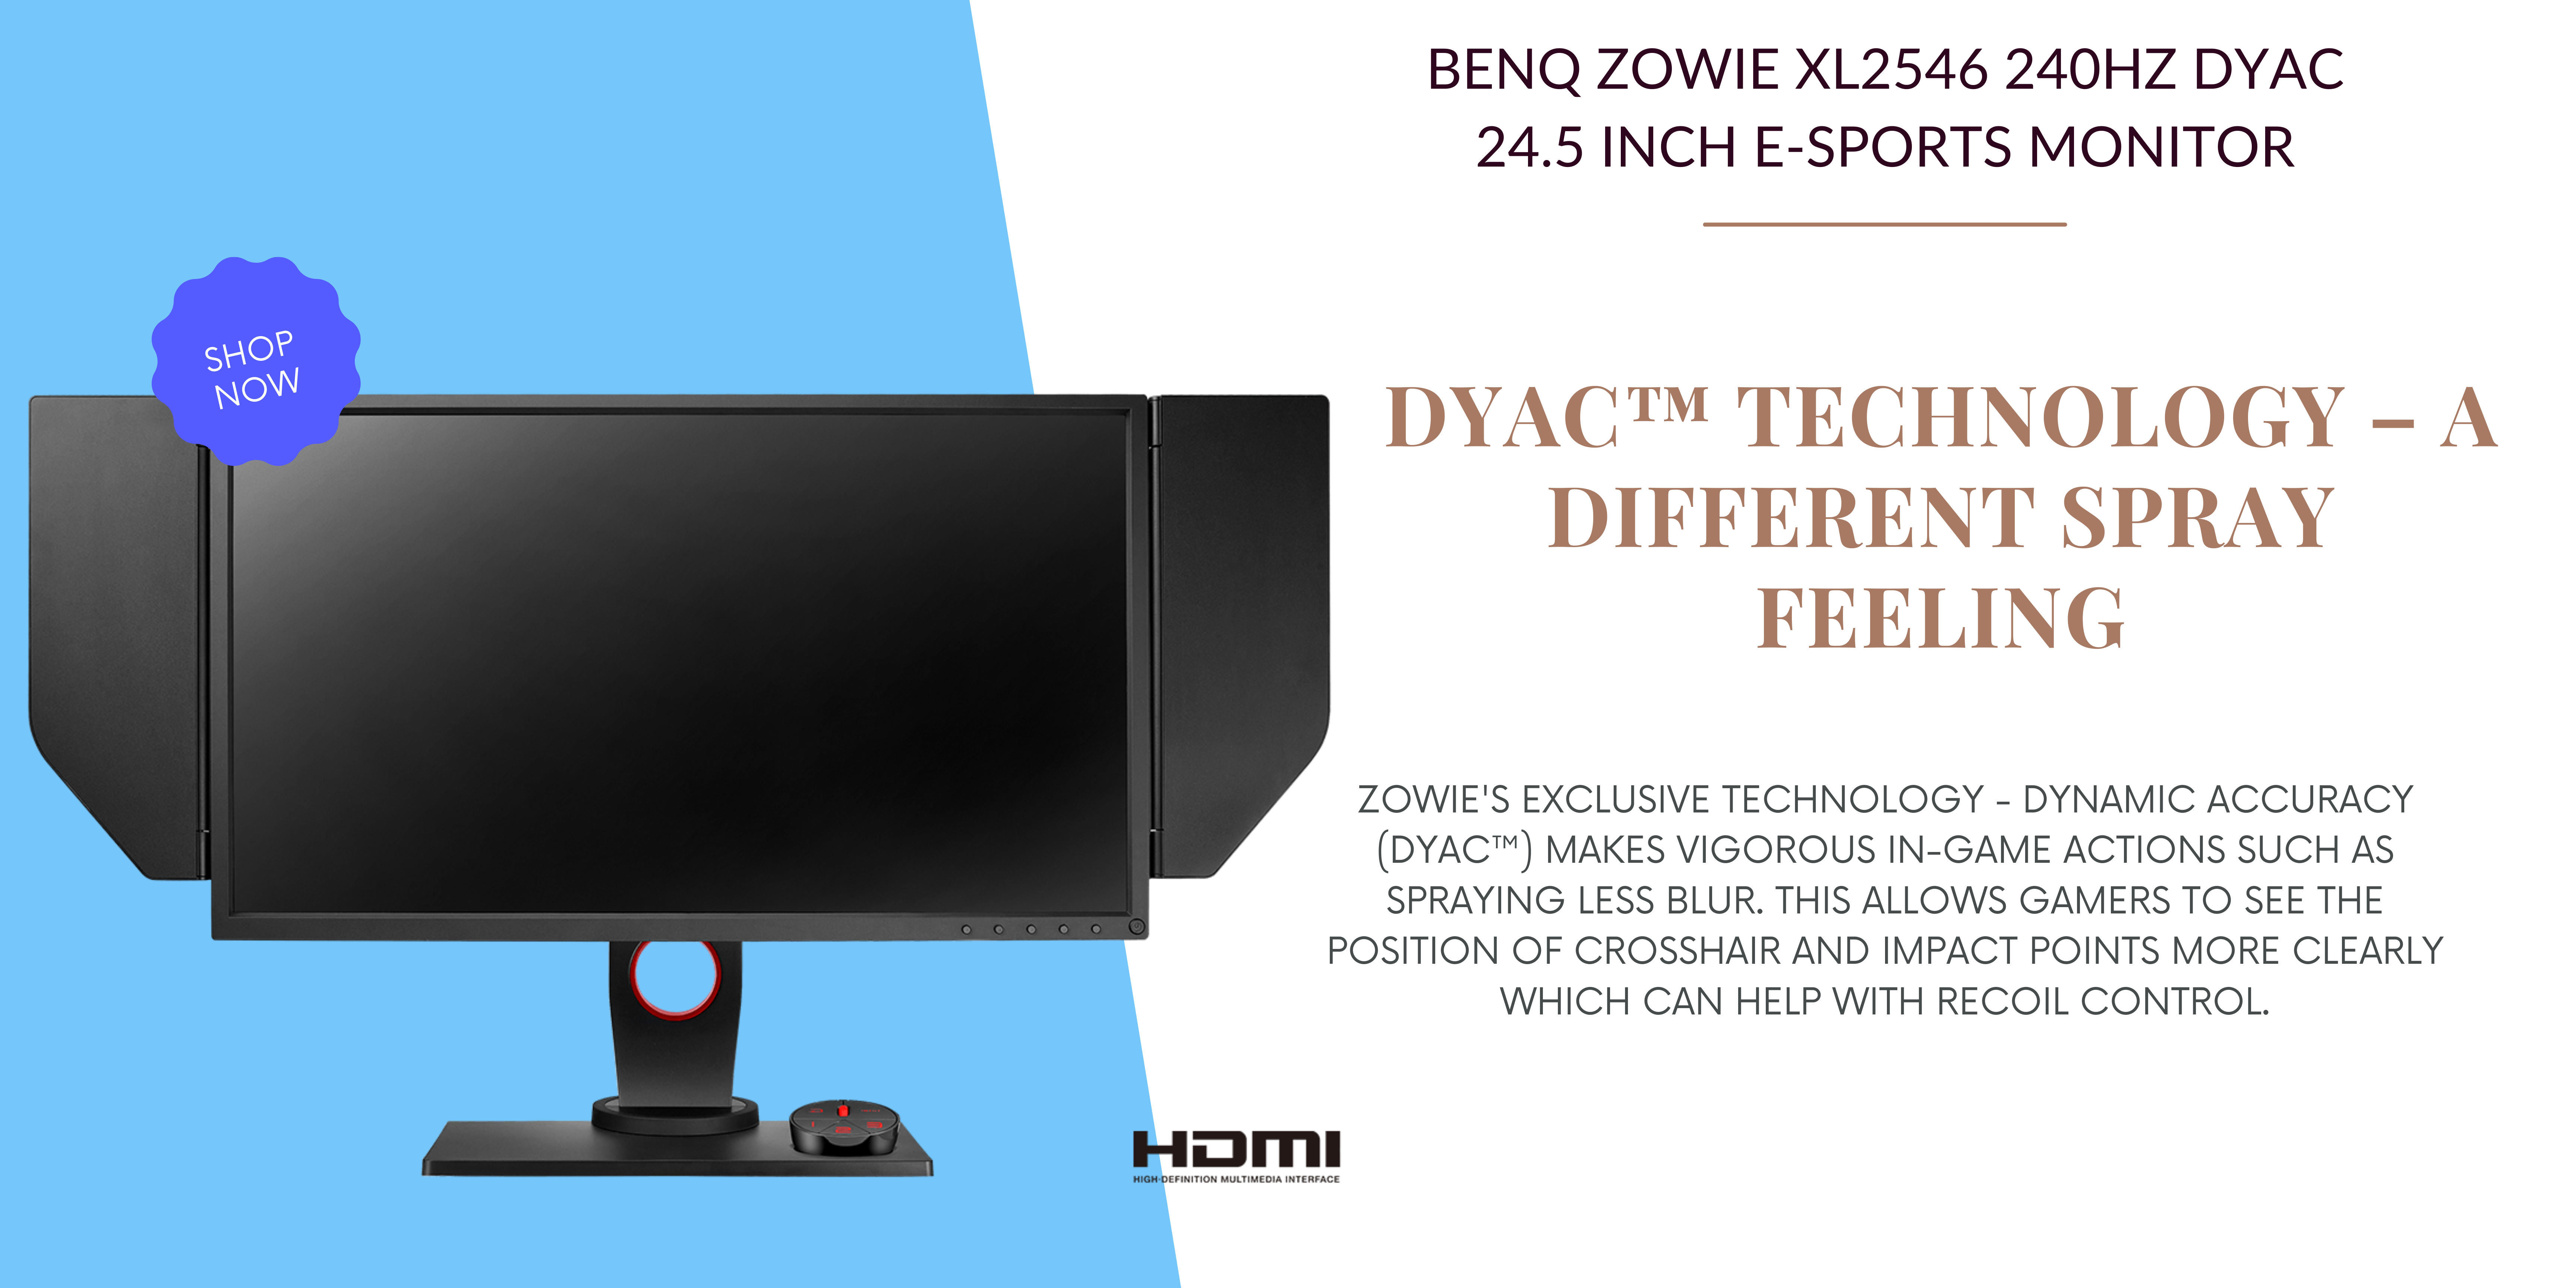 BENQ ZOWIE XL2546 240HZ DYAC
24.5 INCH E-SPORTS MONITOR
SHOP
NOW
DYAC™ TECHNOLOGY – A
DIFFERENT SPRAY
FEELING
ZOWIE'S EXCLUSIVE TECHNOLOGY - DYNAMIC ACCURACY
(DYAC™) MAKES VIGOROUS IN-GAME ACTIONS SUCH AS
SPRAYING LESS BLUR. THIS ALLOWS GAMERS TO SEE THE
POSITION OF CROSSHAIR AND IMPACT POINTS MORE CLEARLY
WHICH CAN HELP WITH RECOIL CONTROL.
HDMI
HIGH-DEFINITION MULTIMEDIA INTERFACE